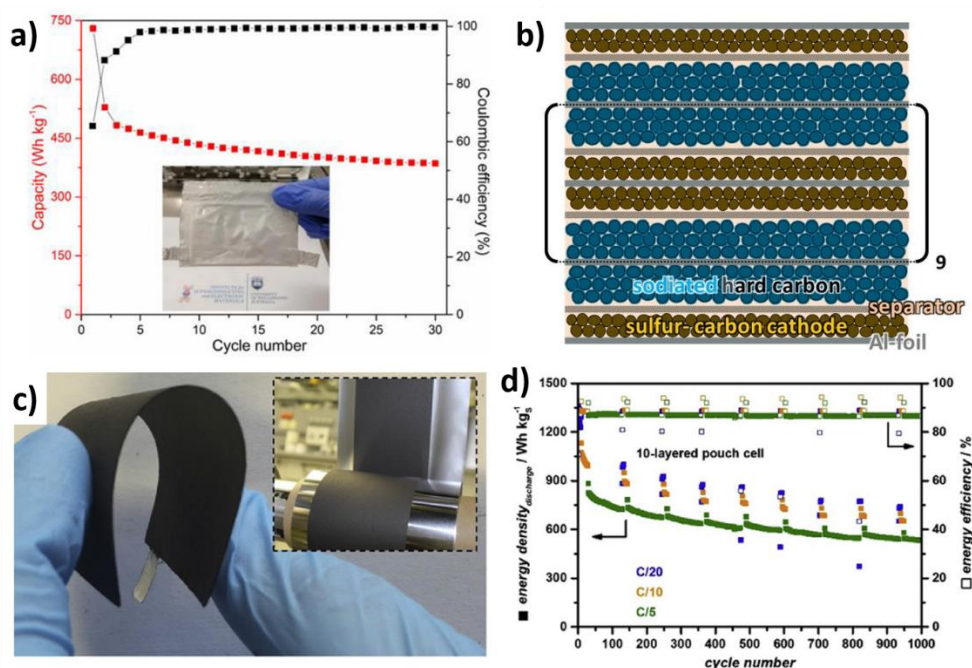 a)
750
600
450
300
150
0
Capacity (Wh kg⁻¹)
100
80
60
40
20
0
Coulombic efficiency (%)
0 5 10 15 20 25 30
Cycle number
b)
9
sodiated hard carbon
separator
sulfur- carbon cathode
Al-foil
c)
d)
1500
1200
900
600
300
0
energy density discharge / Wh kg⁻¹S
100
80
60
40
20
0
energy efficiency / %
10-layered pouch cell
C/20
C/10
C/5
0 100 200 300 400 500 600 700 800 900 1000
cycle number